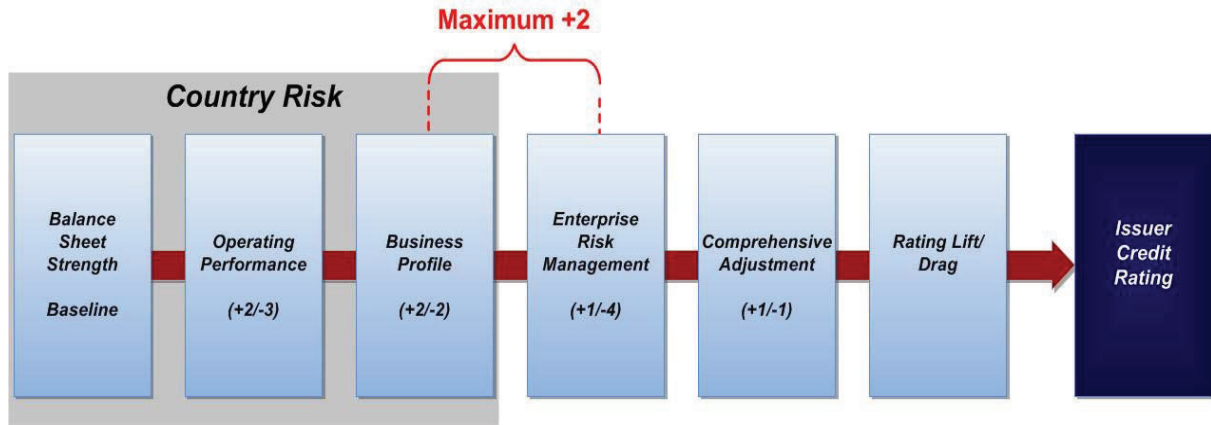 Maximum +2
Country Risk
Balance
Sheet
Strength
Baseline
Operating
Performance
(+2/-3)
Business
Profile
(+2/-2)
Enterprise
Risk
Management
(+1/-4)
Comprehensive
Adjustment
(+1/-1)
Rating Lift/
Drag
Issuer
Credit
Rating